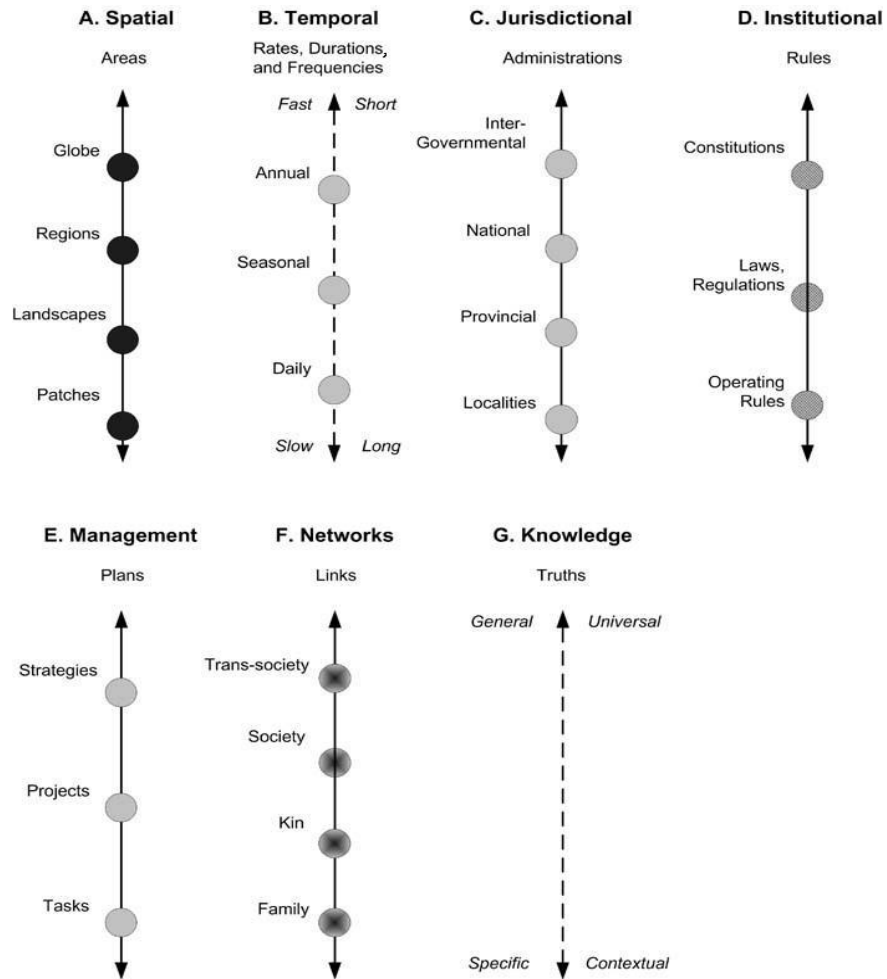 A. Spatial
Areas
Globe
Regions
Landscapes
Patches
B. Temporal
Rates, Durations,
and Frequencies
Fast Short
Annual
Seasonal
Daily
Slow Long
C. Jurisdictional
Administrations
Inter-
Governmental
National
Provincial
Localities
D. Institutional
Rules
Constitutions
Laws,
Regulations
Operating
Rules
E. Management
Plans
Strategies
Projects
Tasks
F. Networks
Links
Trans-society
Society
Kin
Family
G. Knowledge
Truths
General Universal
Specific Contextual